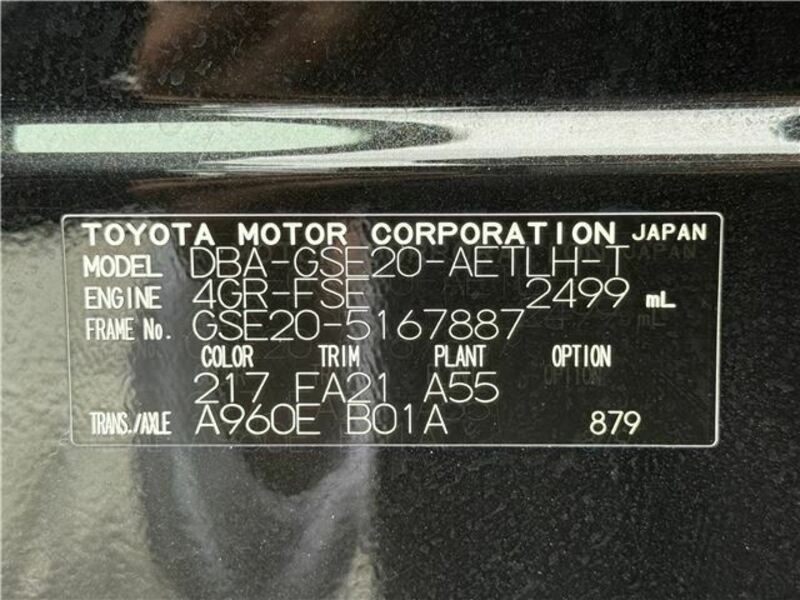 TOYOTA MOTOR CORPORATION JAPAN
MODEL DBA-GSE20-AETLH-T
ENGINE 4GR-FSE 2499 mL
FRAME No. GSE20-5167887
COLOR TRIM PLANT OPTION
217 FA21 A55
TRANS./AXLE A960E B01A 879